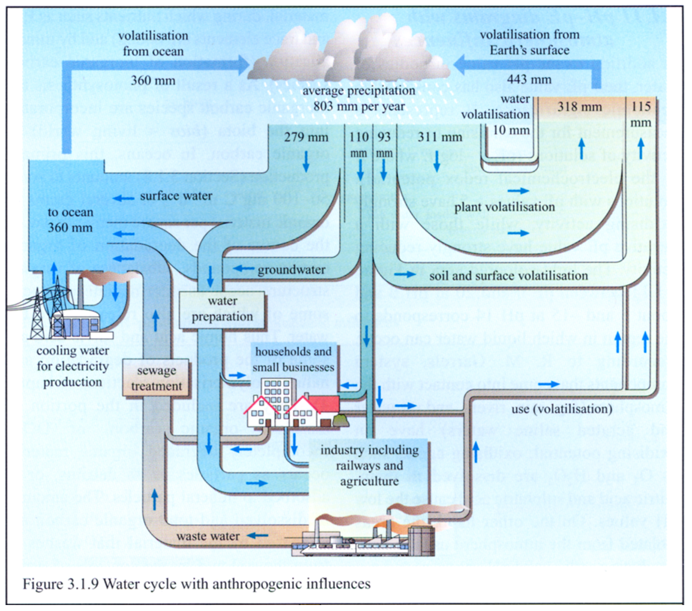 volatilisation
from ocean
360 mm
volatilisation from
Earth's surface
443 mm
average precipitation
803 mm per year
water
volatilisation
10 mm
318 mm
115
mm
279 mm
110
mm
93
mm
311 mm
surface water
to ocean
360 mm
plant volatilisation
groundwater
soil and surface volatilisation
water
preparation
cooling water
for electricity
production
sewage
treatment
households and
small businesses
use (volatilisation)
industry including
railways and
agriculture
waste water
Figure 3.1.9 Water cycle with anthropogenic influences